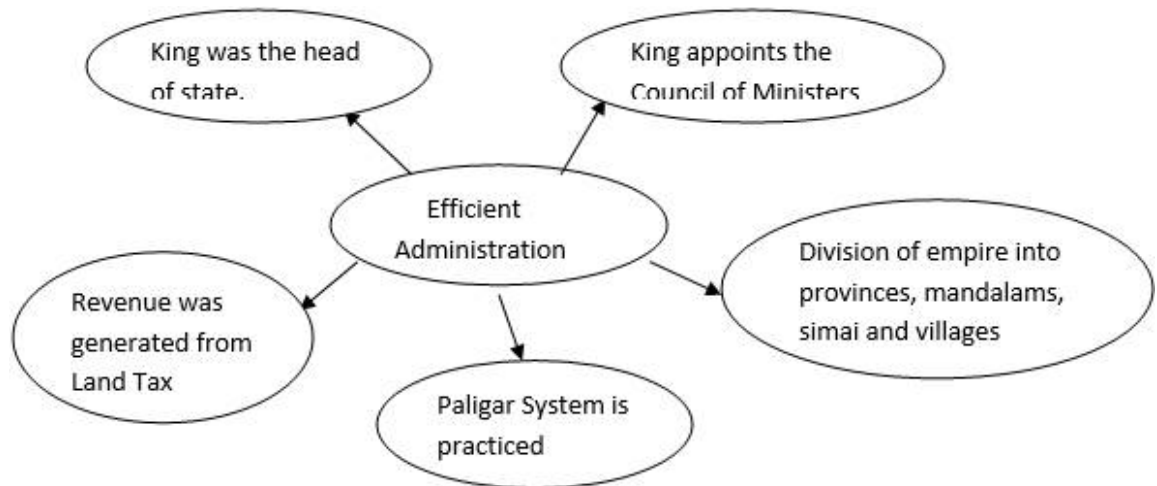 King was the head
of state.
King appoints the
Council of Ministers
Efficient
Administration
Division of empire into
provinces, mandalams,
simai and villages
Revenue was
generated from
Land Tax
Paligar System is
practiced